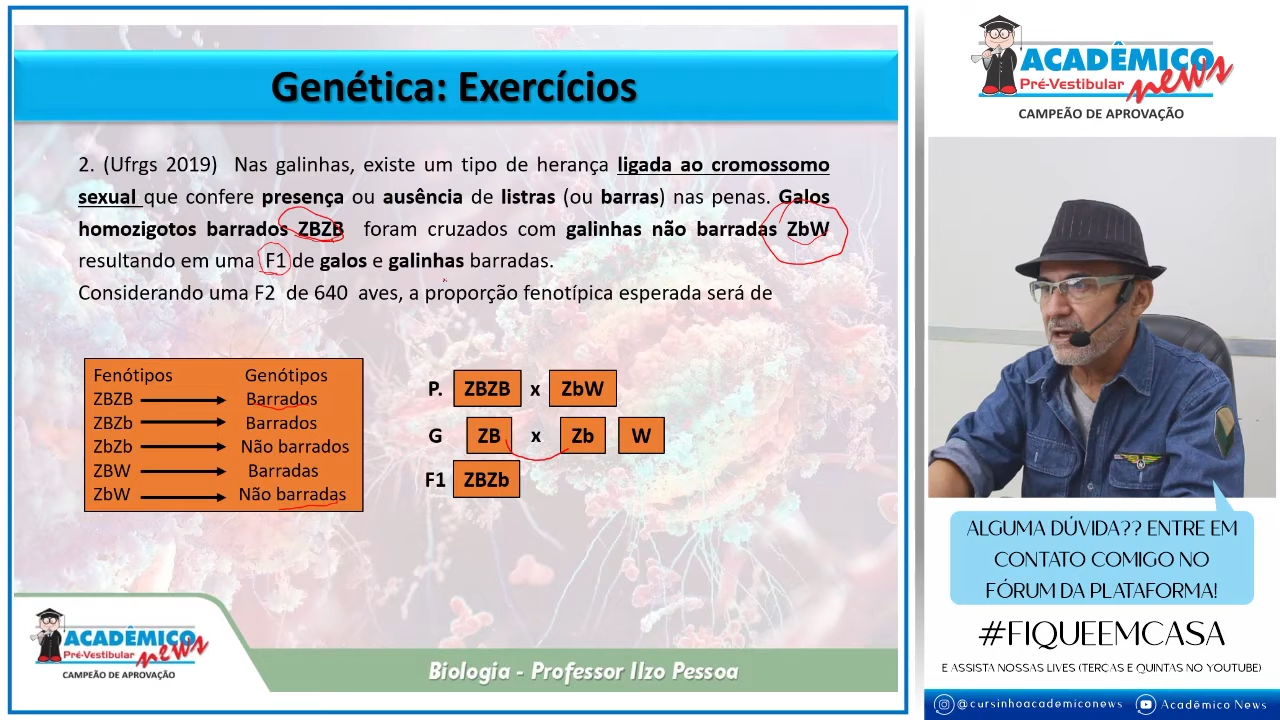 Genética: Exercícios
2. (Ufrgs 2019) Nas galinhas, existe um tipo de herança ligada ao cromossomo
sexual que confere presença ou ausência de listras (ou barras) nas penas. Galos
homozigotos barrados ZBZB foram cruzados com galinhas não barradas ZbW
resultando em uma F1 de galos e galinhas barradas.
Considerando uma F2 de 640 aves, a proporção fenotípica esperada será de
Fenótipos Genótipos
ZBZB Barrados
ZBZb Barrados
ZbZb Não barrados
ZBW Barradas
ZbW Não barradas
P. ZBZB x ZbW
G ZB x Zb W
F1 ZBZb
ACADÊMICO
Pré-Vestibular news
CAMPEÃO DE APROVAÇÃO
Biologia - Professor Ilzo Pessoa
ACADÊMICO
Pré-Vestibular news
CAMPEÃO DE APROVAÇÃO
ALGUMA DÚVIDA?? ENTRE EM
CONTATO COMIGO NO
FÓRUM DA PLATAFORMA!
#FIQUEEMCASA
E ASSISTA NOSSAS LIVES (TERÇAS E QUINTAS NO YOUTUBE)
@cursinhoacademiconews Acadêmico News